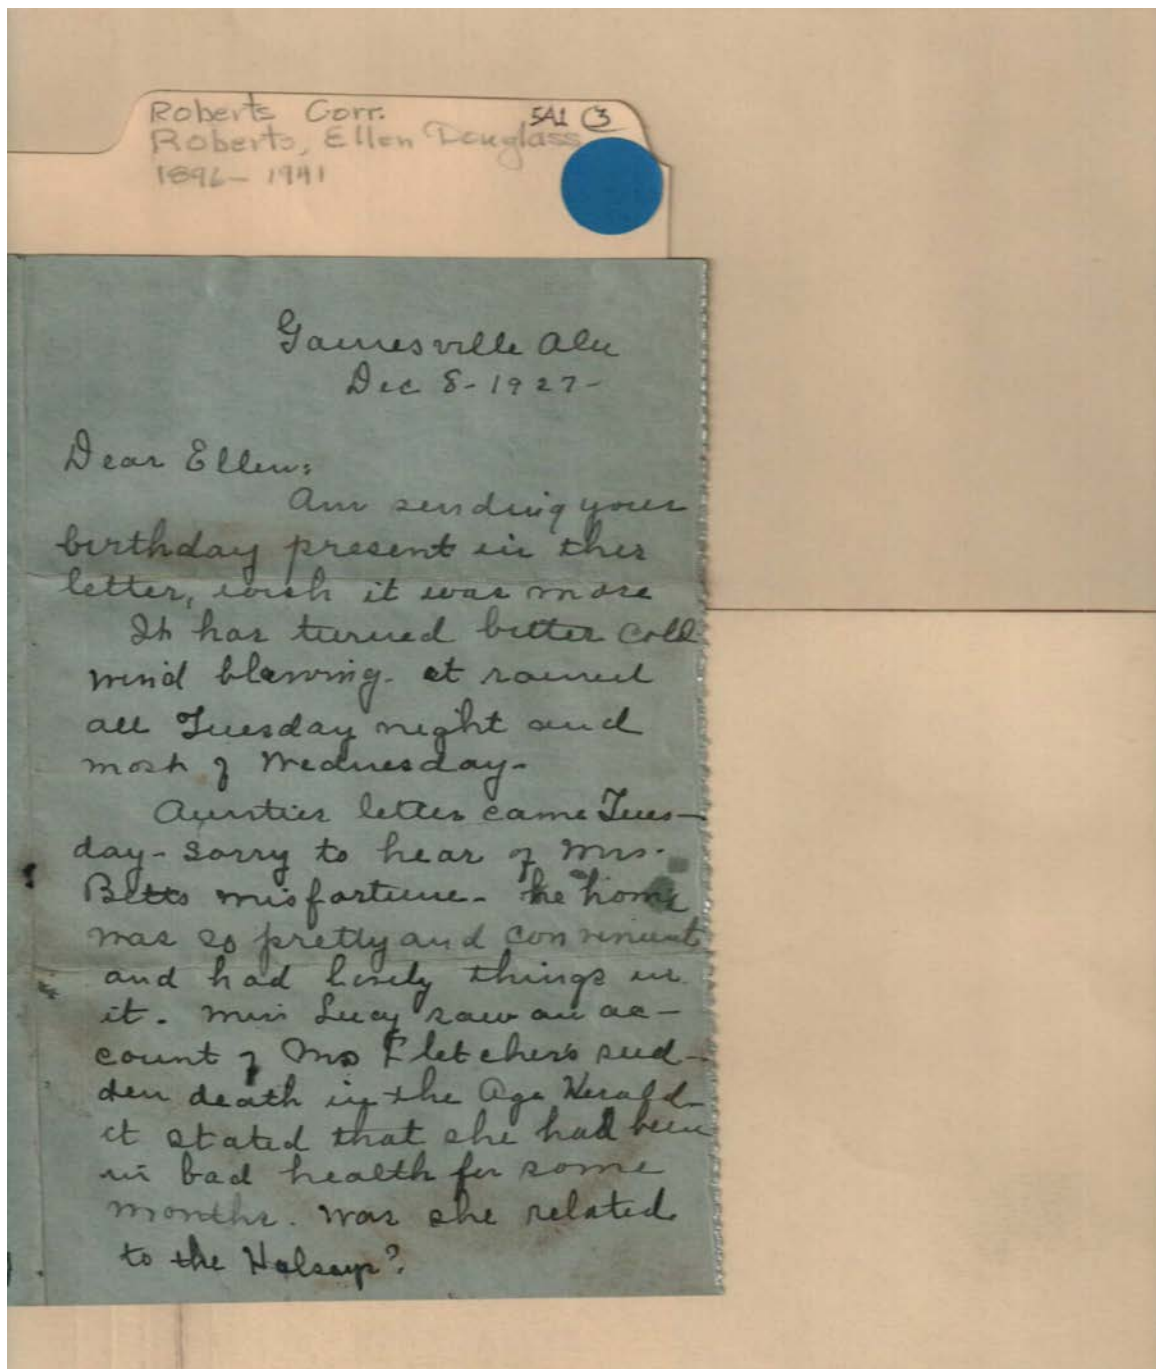 Roberts Corr. 5A1 (3
Roberts, Ellen Douglass
1896-1941
Gainesville Ala
Dec 8-1927-
Dear Ellen:
Am sending your
birthday present in this
letter, wish it was more
It has turned bitter cold
wind blowing. it rained
all Tuesday night and
most of Wednesday-
Aunties letter came Tues-
day- sorry to hear of Mrs.
Betts misfortune- he home
was so pretty and convinient
and had lovely things in
it. Miss Lucy saw an ac-
count of Mrs Fletcher's sud-
den death in the Age Herald-
it stated that she had been
in bad health for some
months. was she related
to the Halseys?